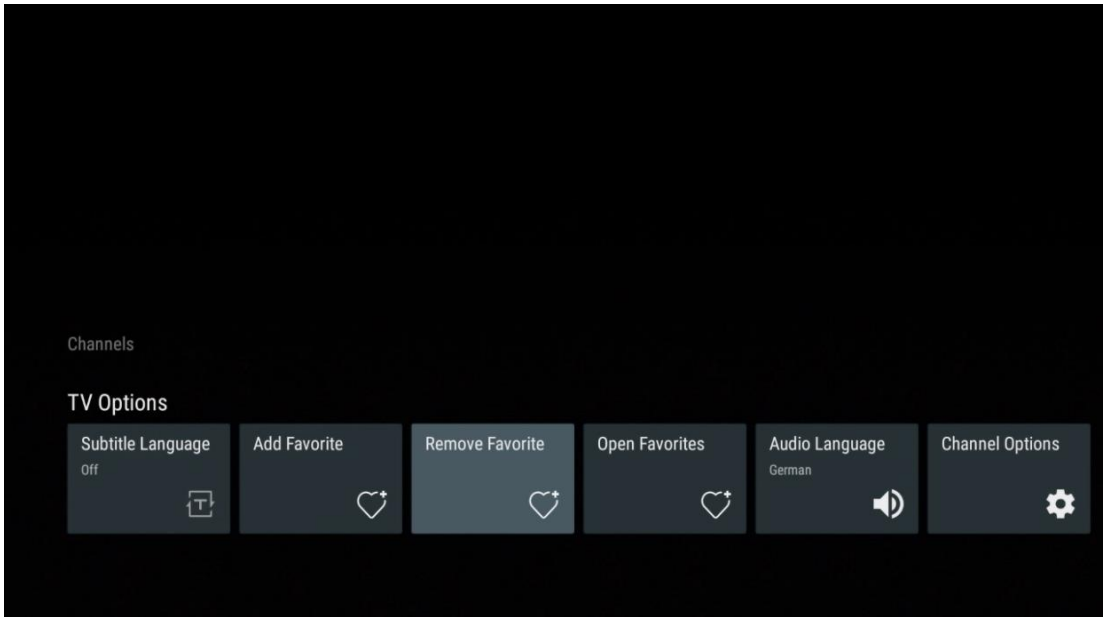 Channels
TV Options
Subtitle Language
Off
Add Favorite
Remove Favorite
Open Favorites
Audio Language
German
Channel Options